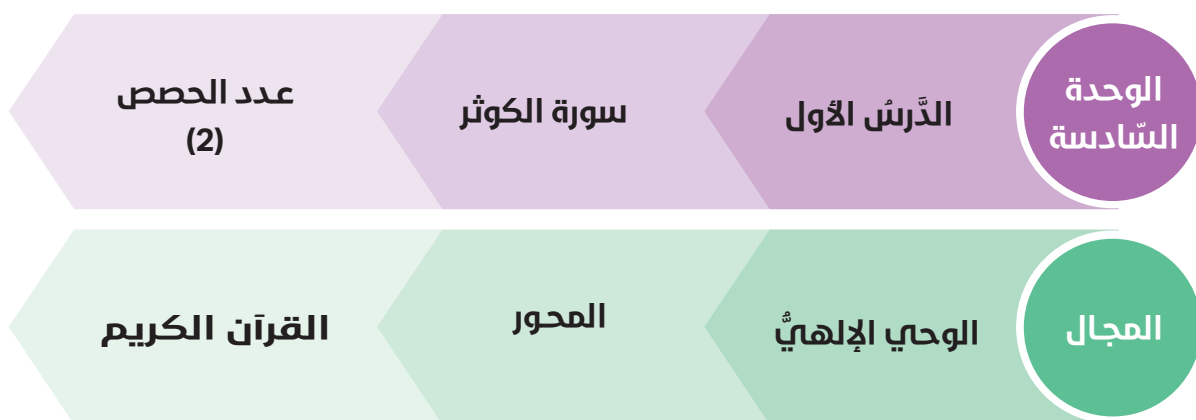 الوحدة
السّادسة
الدَّرسُ الأول
سورة الكوثر
عدد الحصص
(2)
المجال
الوحي الإلهيُّ
المحور
القرآن الكريم